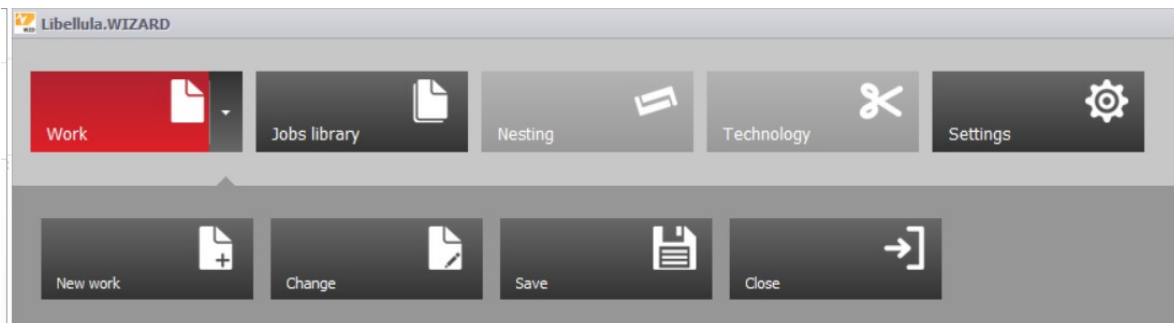 Libellula.WIZARD
Work
Jobs library
Nesting
Technology
Settings
New work
Change
Save
Close